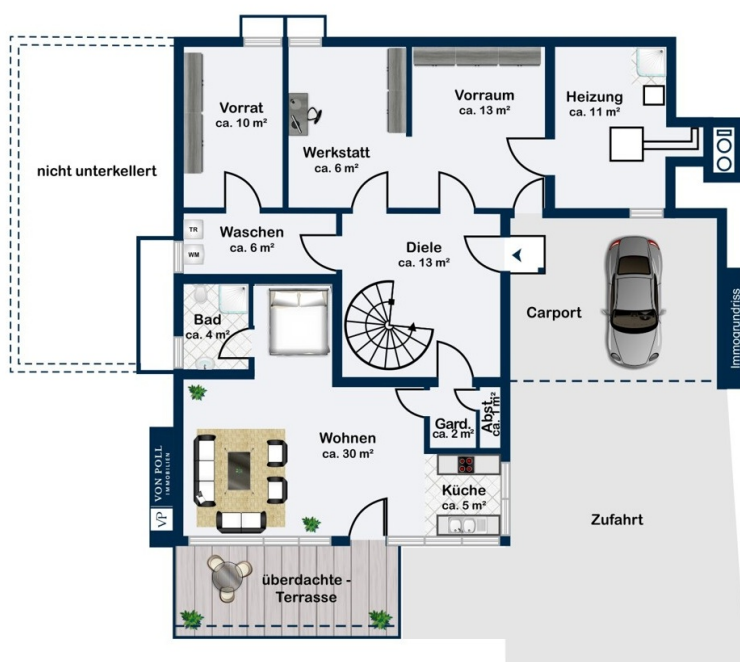 Vorrat
ca. 10 m²
Werkstatt
ca. 6 m²
Vorraum
ca. 13 m²
Heizung
ca. 11 m²
nicht unterkellert
Waschen
ca. 6 m²
TR
WM
Diele
ca. 13 m²
Bad
ca. 4 m²
Carport
Immogrundriss
Wohnen
ca. 30 m²
Gard.
ca. 2 m²
Abst.
ca. 1 m²
Küche
ca. 5 m²
VP VON POLL
IMMOBILIEN
Zufahrt
überdachte -
Terrasse